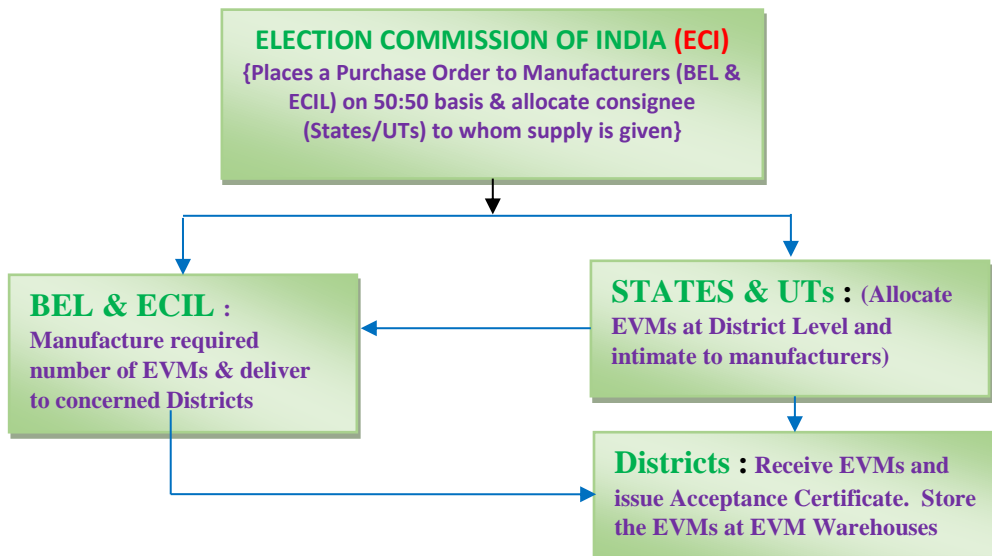 ELECTION COMMISSION OF INDIA (ECI)
{Places a Purchase Order to Manufacturers (BEL &
ECIL) on 50:50 basis & allocate consignee
(States/UTs) to whom supply is given}
BEL & ECIL :
Manufacture required
number of EVMs & deliver
to concerned Districts
STATES & UTs : (Allocate
EVMs at District Level and
intimate to manufacturers)
Districts : Receive EVMs and
issue Acceptance Certificate. Store
the EVMs at EVM Warehouses